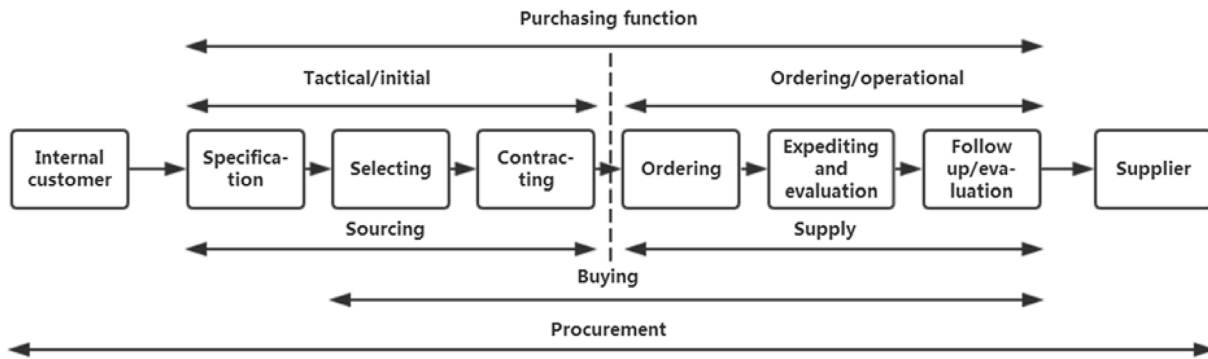 Purchasing function
Tactical/initial
Ordering/operational
Internal
customer
Specifica-
tion
Selecting
Contrac-
ting
Ordering
Expediting
and
evaluation
Follow
up/eva-
luation
Supplier
Sourcing
Supply
Buying
Procurement